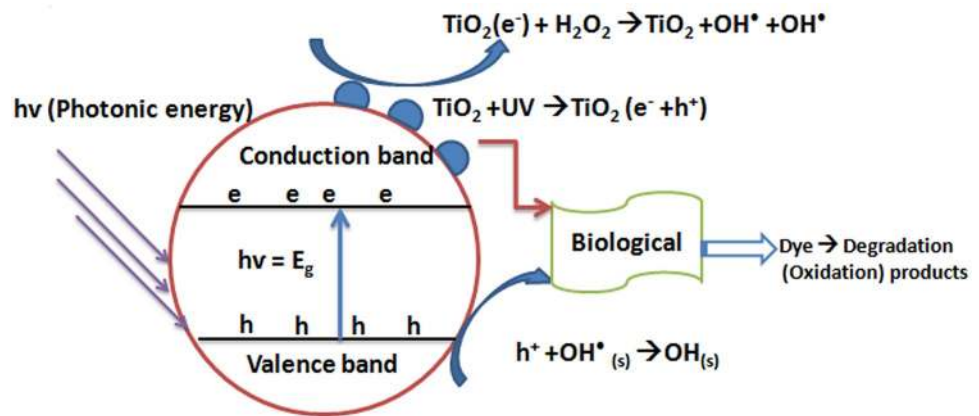 TiO₂(e⁻) + H₂O₂ → TiO₂ +OH• +OH•
hv (Photonic energy)
TiO₂ +UV → TiO₂ (e⁻ +h⁺)
Conduction band
e e e e
hv = E_g
h h h h
Valence band
Biological
Dye → Degradation
(Oxidation) products
h⁺ +OH• ₍s₎ → OH₍s₎